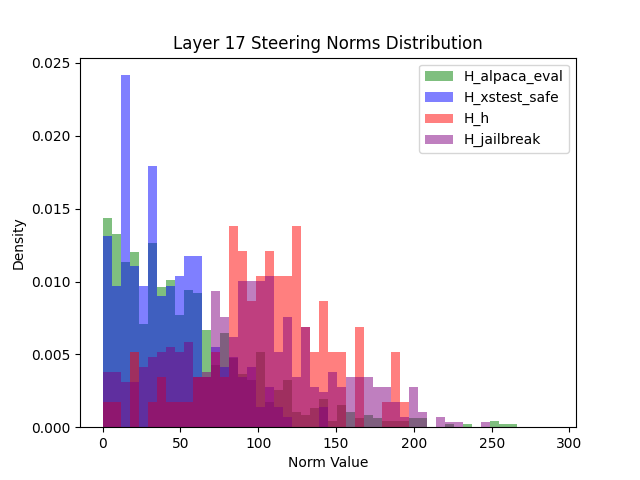 Layer 17 Steering Norms Distribution
H_alpaca_eval
H_xstest_safe
H_h
H_jailbreak
Density
0.025
0.020
0.015
0.010
0.005
0.000
0 50 100 150 200 250 300
Norm Value